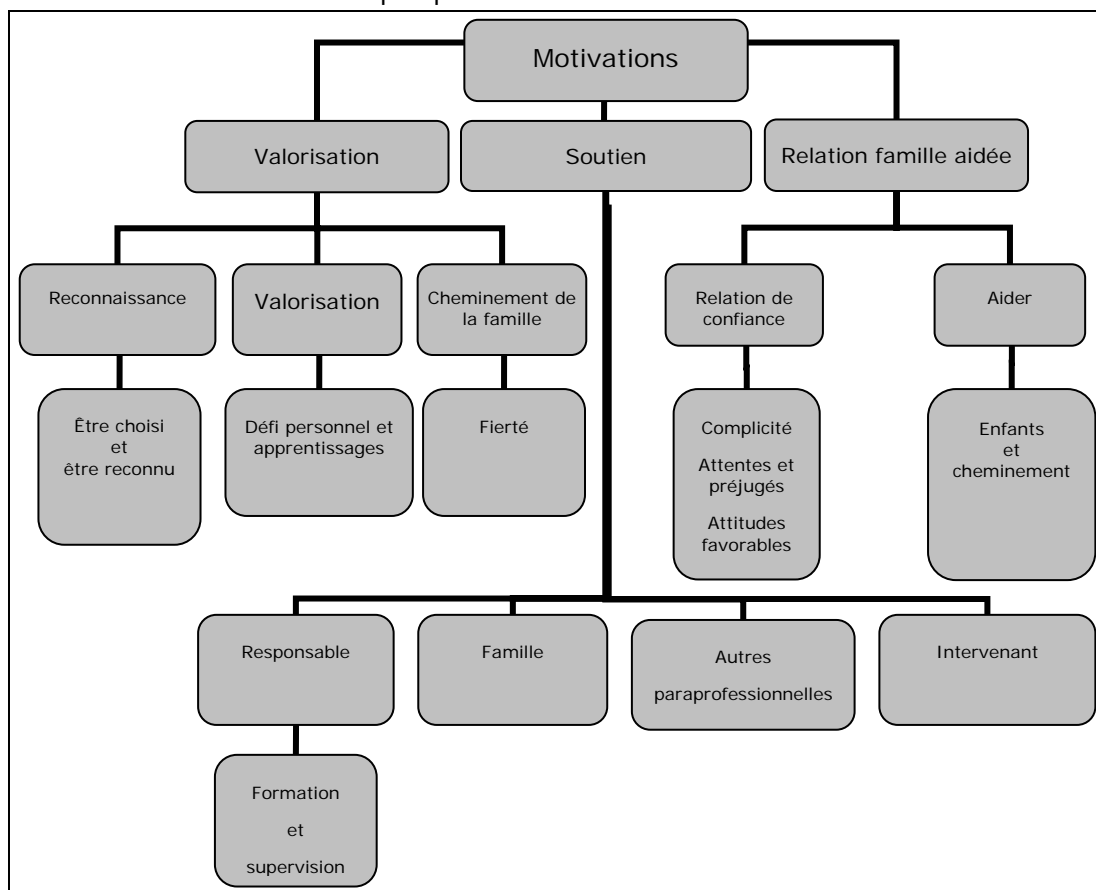 Motivations
Valorisation
Soutien
Relation famille aidée
Reconnaissance
Valorisation
Cheminement de
la famille
Relation de
confiance
Aider
Être choisi
et
être reconnu
Défi personnel et
apprentissages
Fierté
Complicité
Attentes et
préjugés
Attitudes
favorables
Enfants
et
cheminement
Responsable
Famille
Autres
paraprofessionnelles
Intervenant
Formation
et
supervision